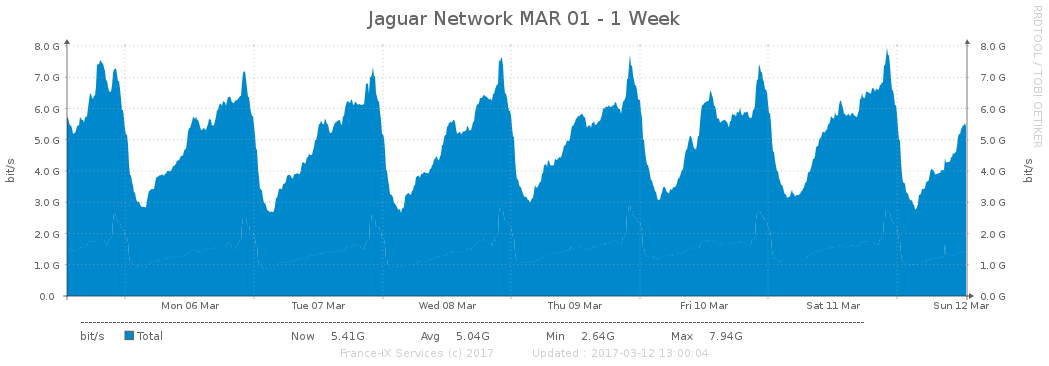 Jaguar Network MAR 01 - 1 Week
RRDTOOL / TOBI OETIKER
8.0 G 8.0 G
7.0 G 7.0 G
6.0 G 6.0 G
5.0 G 5.0 G
4.0 G 4.0 G
3.0 G 3.0 G
2.0 G 2.0 G
1.0 G 1.0 G
0.0 0.0 G
bit/s
bit/s
Mon 06 Mar Tue 07 Mar Wed 08 Mar Thu 09 Mar Fri 10 Mar Sat 11 Mar Sun 12 Mar
bit/s Total Now 5.41G Avg 5.04G Min 2.64G Max 7.94G
France-IX Services (c) 2017 Updated : 2017-03-12 13:00:04